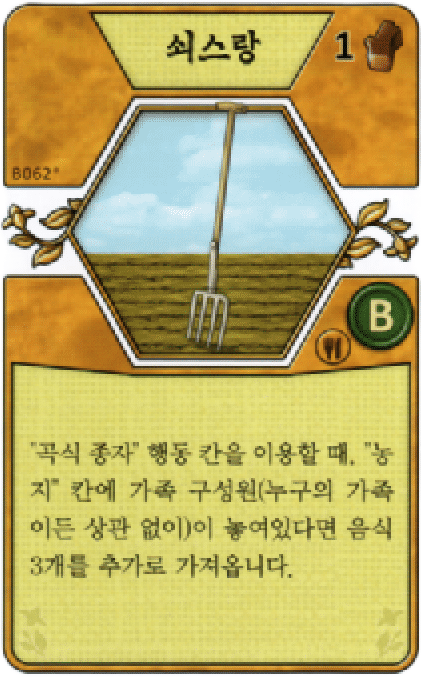 쇠스랑
1
B062*
B
"곡식 종자" 행동 칸을 이용할 때, "농
지" 칸에 가족 구성원(누구의 가족
이든 상관 없이)이 놓여있다면 음식
3개를 추가로 가져옵니다.